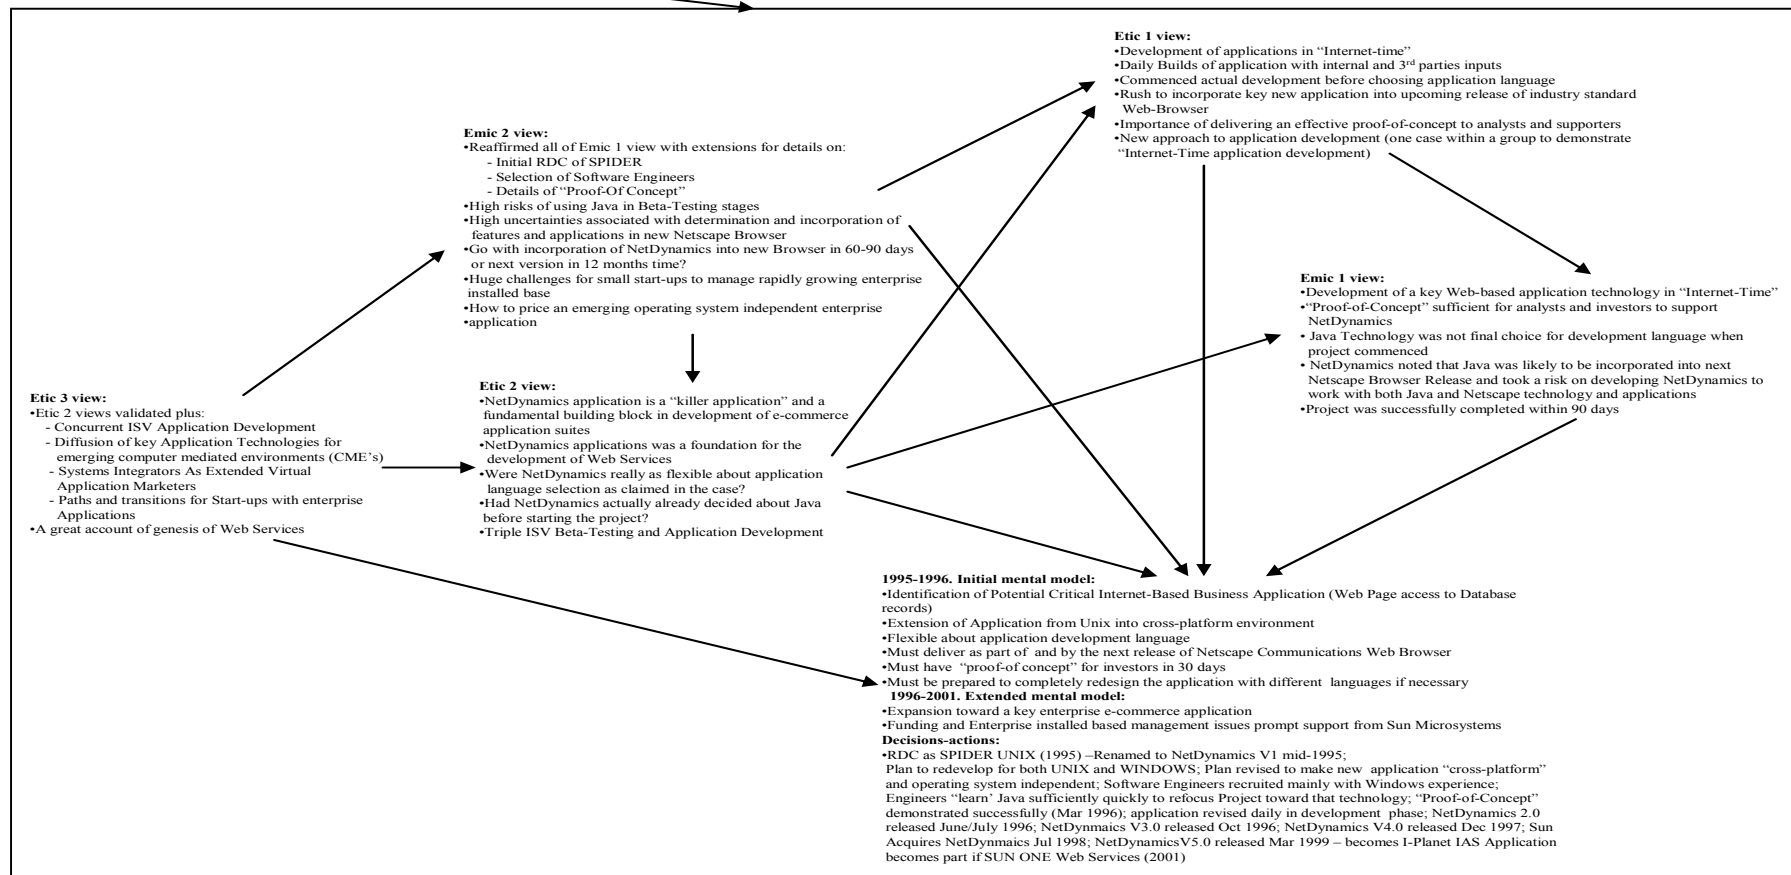 Etic 1 view:
•Development of applications in “Internet-time”
•Daily Builds of application with internal and 3rd parties inputs
•Commenced actual development before choosing application language
•Rush to incorporate key new application into upcoming release of industry standard
Web-Browser
•Importance of delivering an effective proof-of-concept to analysts and supporters
•New approach to application development (one case within a group to demonstrate
“Internet-Time application development)
Emic 2 view:
•Reaffirmed all of Emic 1 view with extensions for details on:
- Initial RDC of SPIDER
- Selection of Software Engineers
- Details of “Proof-Of Concept”
•High risks of using Java in Beta-Testing stages
•High uncertainties associated with determination and incorporation of
features and applications in new Netscape Browser
•Go with incorporation of NetDynamics into new Browser in 60-90 days
or next version in 12 months time?
•Huge challenges for small start-ups to manage rapidly growing enterprise
installed base
•How to price an emerging operating system independent enterprise
•application
Emic 1 view:
•Development of a key Web-based application technology in “Internet-Time”
•“Proof-of-Concept” sufficient for analysts and investors to support
NetDynamics
• Java Technology was not final choice for development language when
project commenced
• NetDynamics noted that Java was likely to be incorporated into next
Netscape Browser Release and took a risk on developing NetDynamics to
work with both Java and Netscape technology and applications
•Project was successfully completed within 90 days
Etic 3 view:
•Etic 2 views validated plus:
- Concurrent ISV Application Development
- Diffusion of key Application Technologies for
emerging computer mediated environments (CME’s)
- Systems Integrators As Extended Virtual
Application Marketers
- Paths and transitions for Start-ups with enterprise
Applications
•A great account of genesis of Web Services
Etic 2 view:
•NetDynamics application is a “killer application” and a
fundamental building block in development of e-commerce
application suites
•NetDynamics applications was a foundation for the
development of Web Services
•Were NetDynamics really as flexible about application
language selection as claimed in the case?
•Had NetDynamics actually already decided about Java
before starting the project?
•Triple ISV Beta-Testing and Application Development
1995-1996. Initial mental model:
•Identification of Potential Critical Internet-Based Business Application (Web Page access to Database
records)
•Extension of Application from Unix into cross-platform environment
•Flexible about application development language
•Must deliver as part of and by the next release of Netscape Communications Web Browser
•Must have “proof-of concept” for investors in 30 days
•Must be prepared to completely redesign the application with different languages if necessary
1996-2001. Extended mental model:
•Expansion toward a key enterprise e-commerce application
•Funding and Enterprise installed based management issues prompt support from Sun Microsystems
Decisions-actions:
•RDC as SPIDER UNIX (1995) –Renamed to NetDynamics V1 mid-1995;
Plan to redevelop for both UNIX and WINDOWS; Plan revised to make new application “cross-platform”
and operating system independent; Software Engineers recruited mainly with Windows experience;
Engineers “learn’ Java sufficiently quickly to refocus Project toward that technology; “Proof-of-Concept”
demonstrated successfully (Mar 1996); application revised daily in development phase; NetDynamics 2.0
released June/July 1996; NetDynmaics V3.0 released Oct 1996; NetDynamics V4.0 released Dec 1997; Sun
Acquires NetDynmaics Jul 1998; NetDynamicsV5.0 released Mar 1999 – becomes I-Planet IAS Application
becomes part if SUN ONE Web Services (2001)